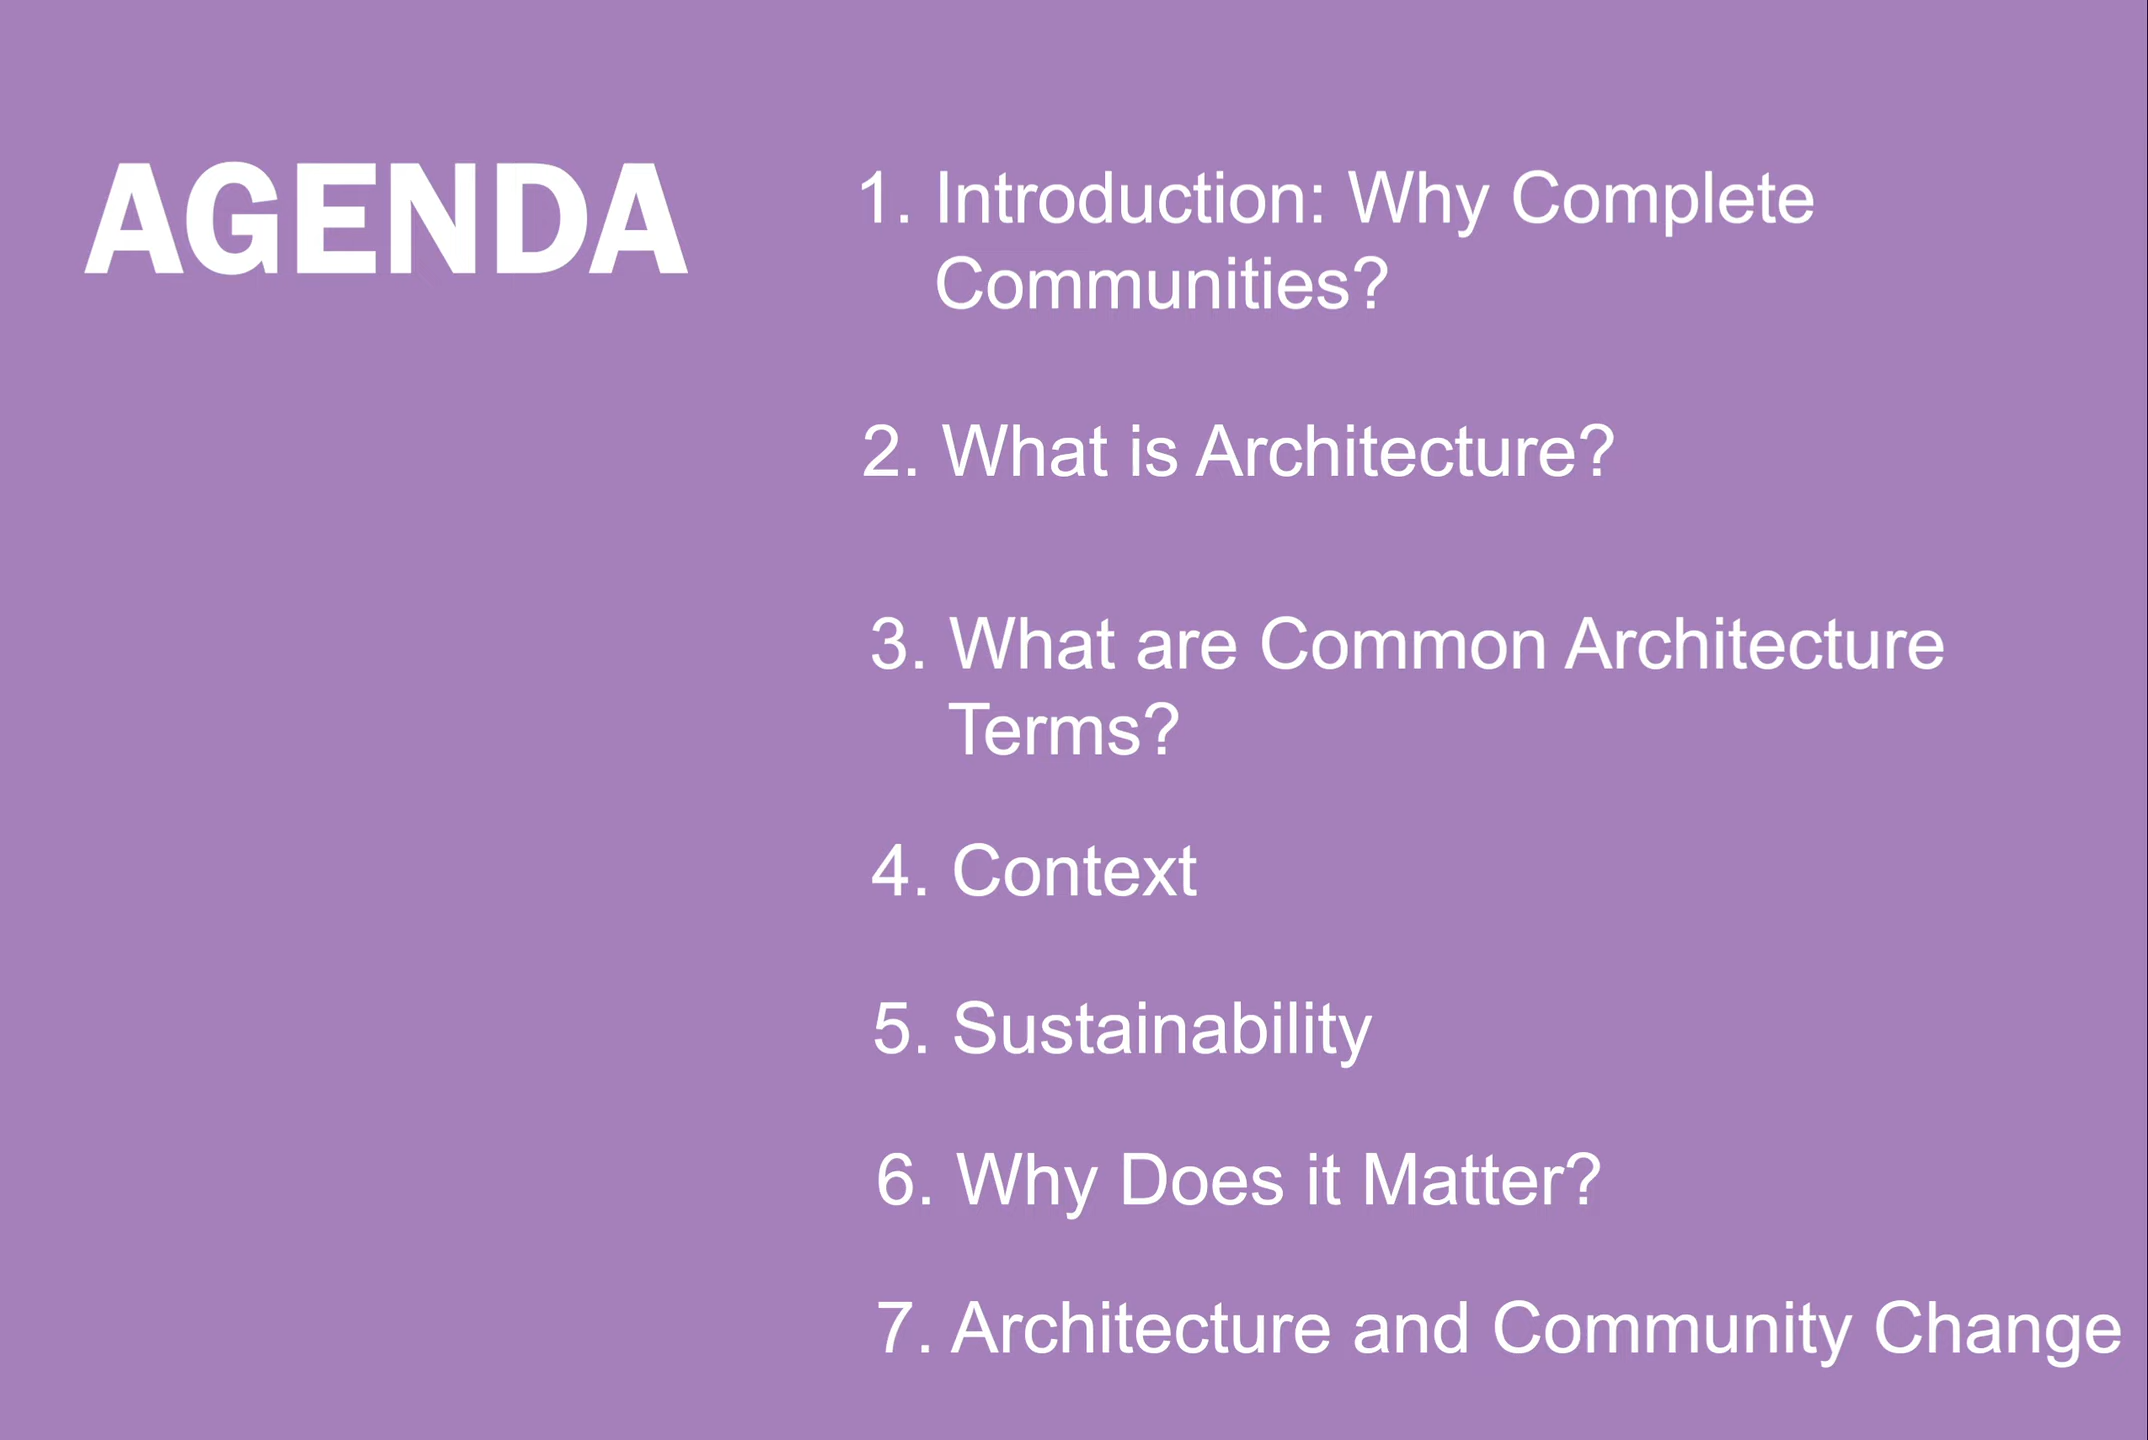 AGENDA
1. Introduction: Why Complete
Communities?
2. What is Architecture?
3. What are Common Architecture
Terms?
4. Context
5. Sustainability
6. Why Does it Matter?
7. Architecture and Community Change